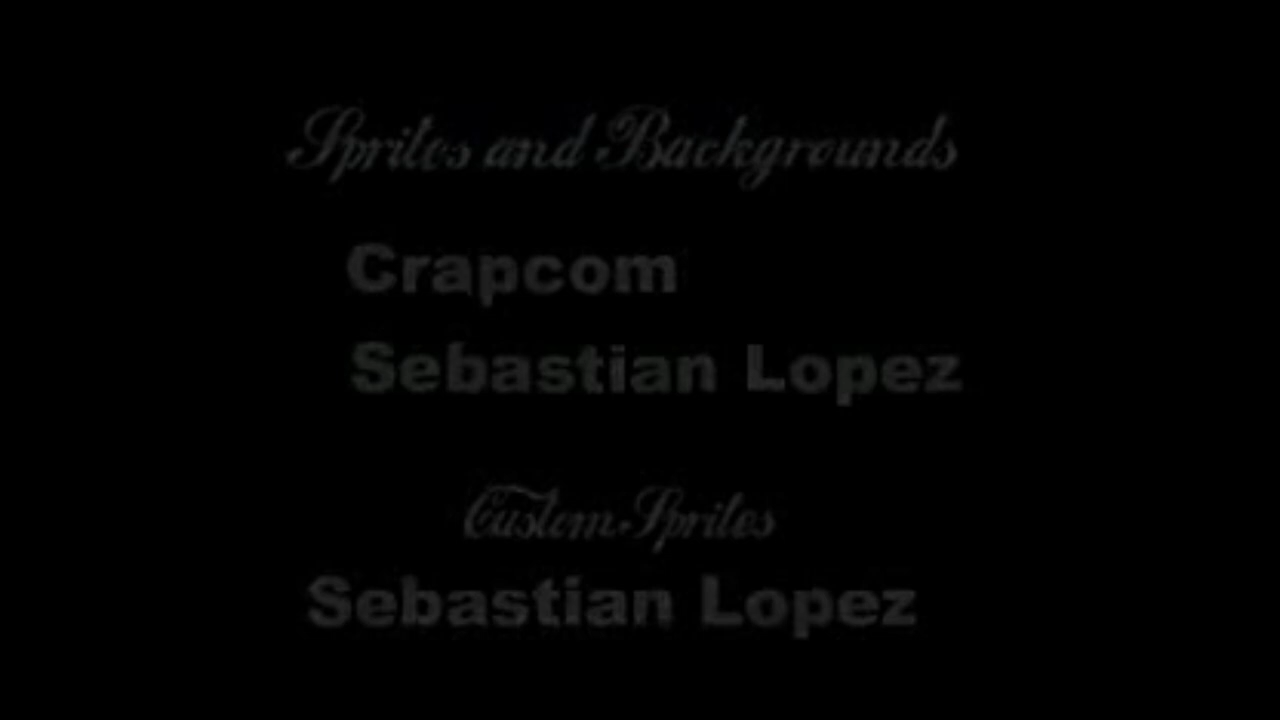 Sprites and Backgrounds
Crapcom
Sebastian Lopez
Custom Sprites
Sebastian Lopez